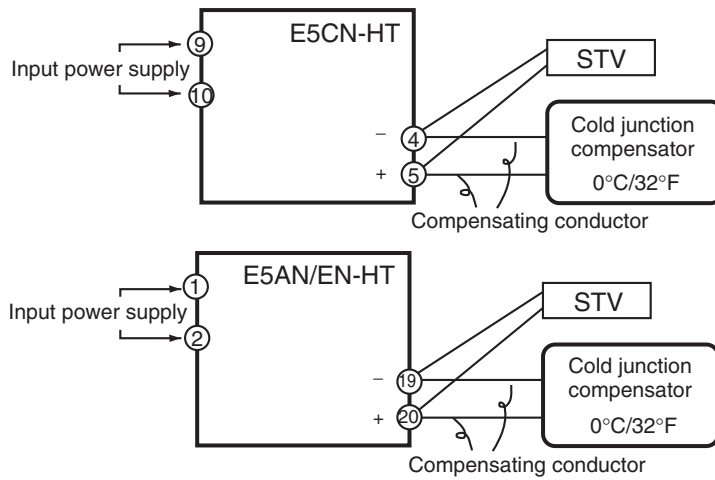 E5CN-HT
9
Input power supply
10
STV
−
4
+
5
Cold junction
compensator
0°C/32°F
Compensating conductor
E5AN/EN-HT
1
Input power supply
2
STV
−
19
+
20
Cold junction
compensator
0°C/32°F
Compensating conductor